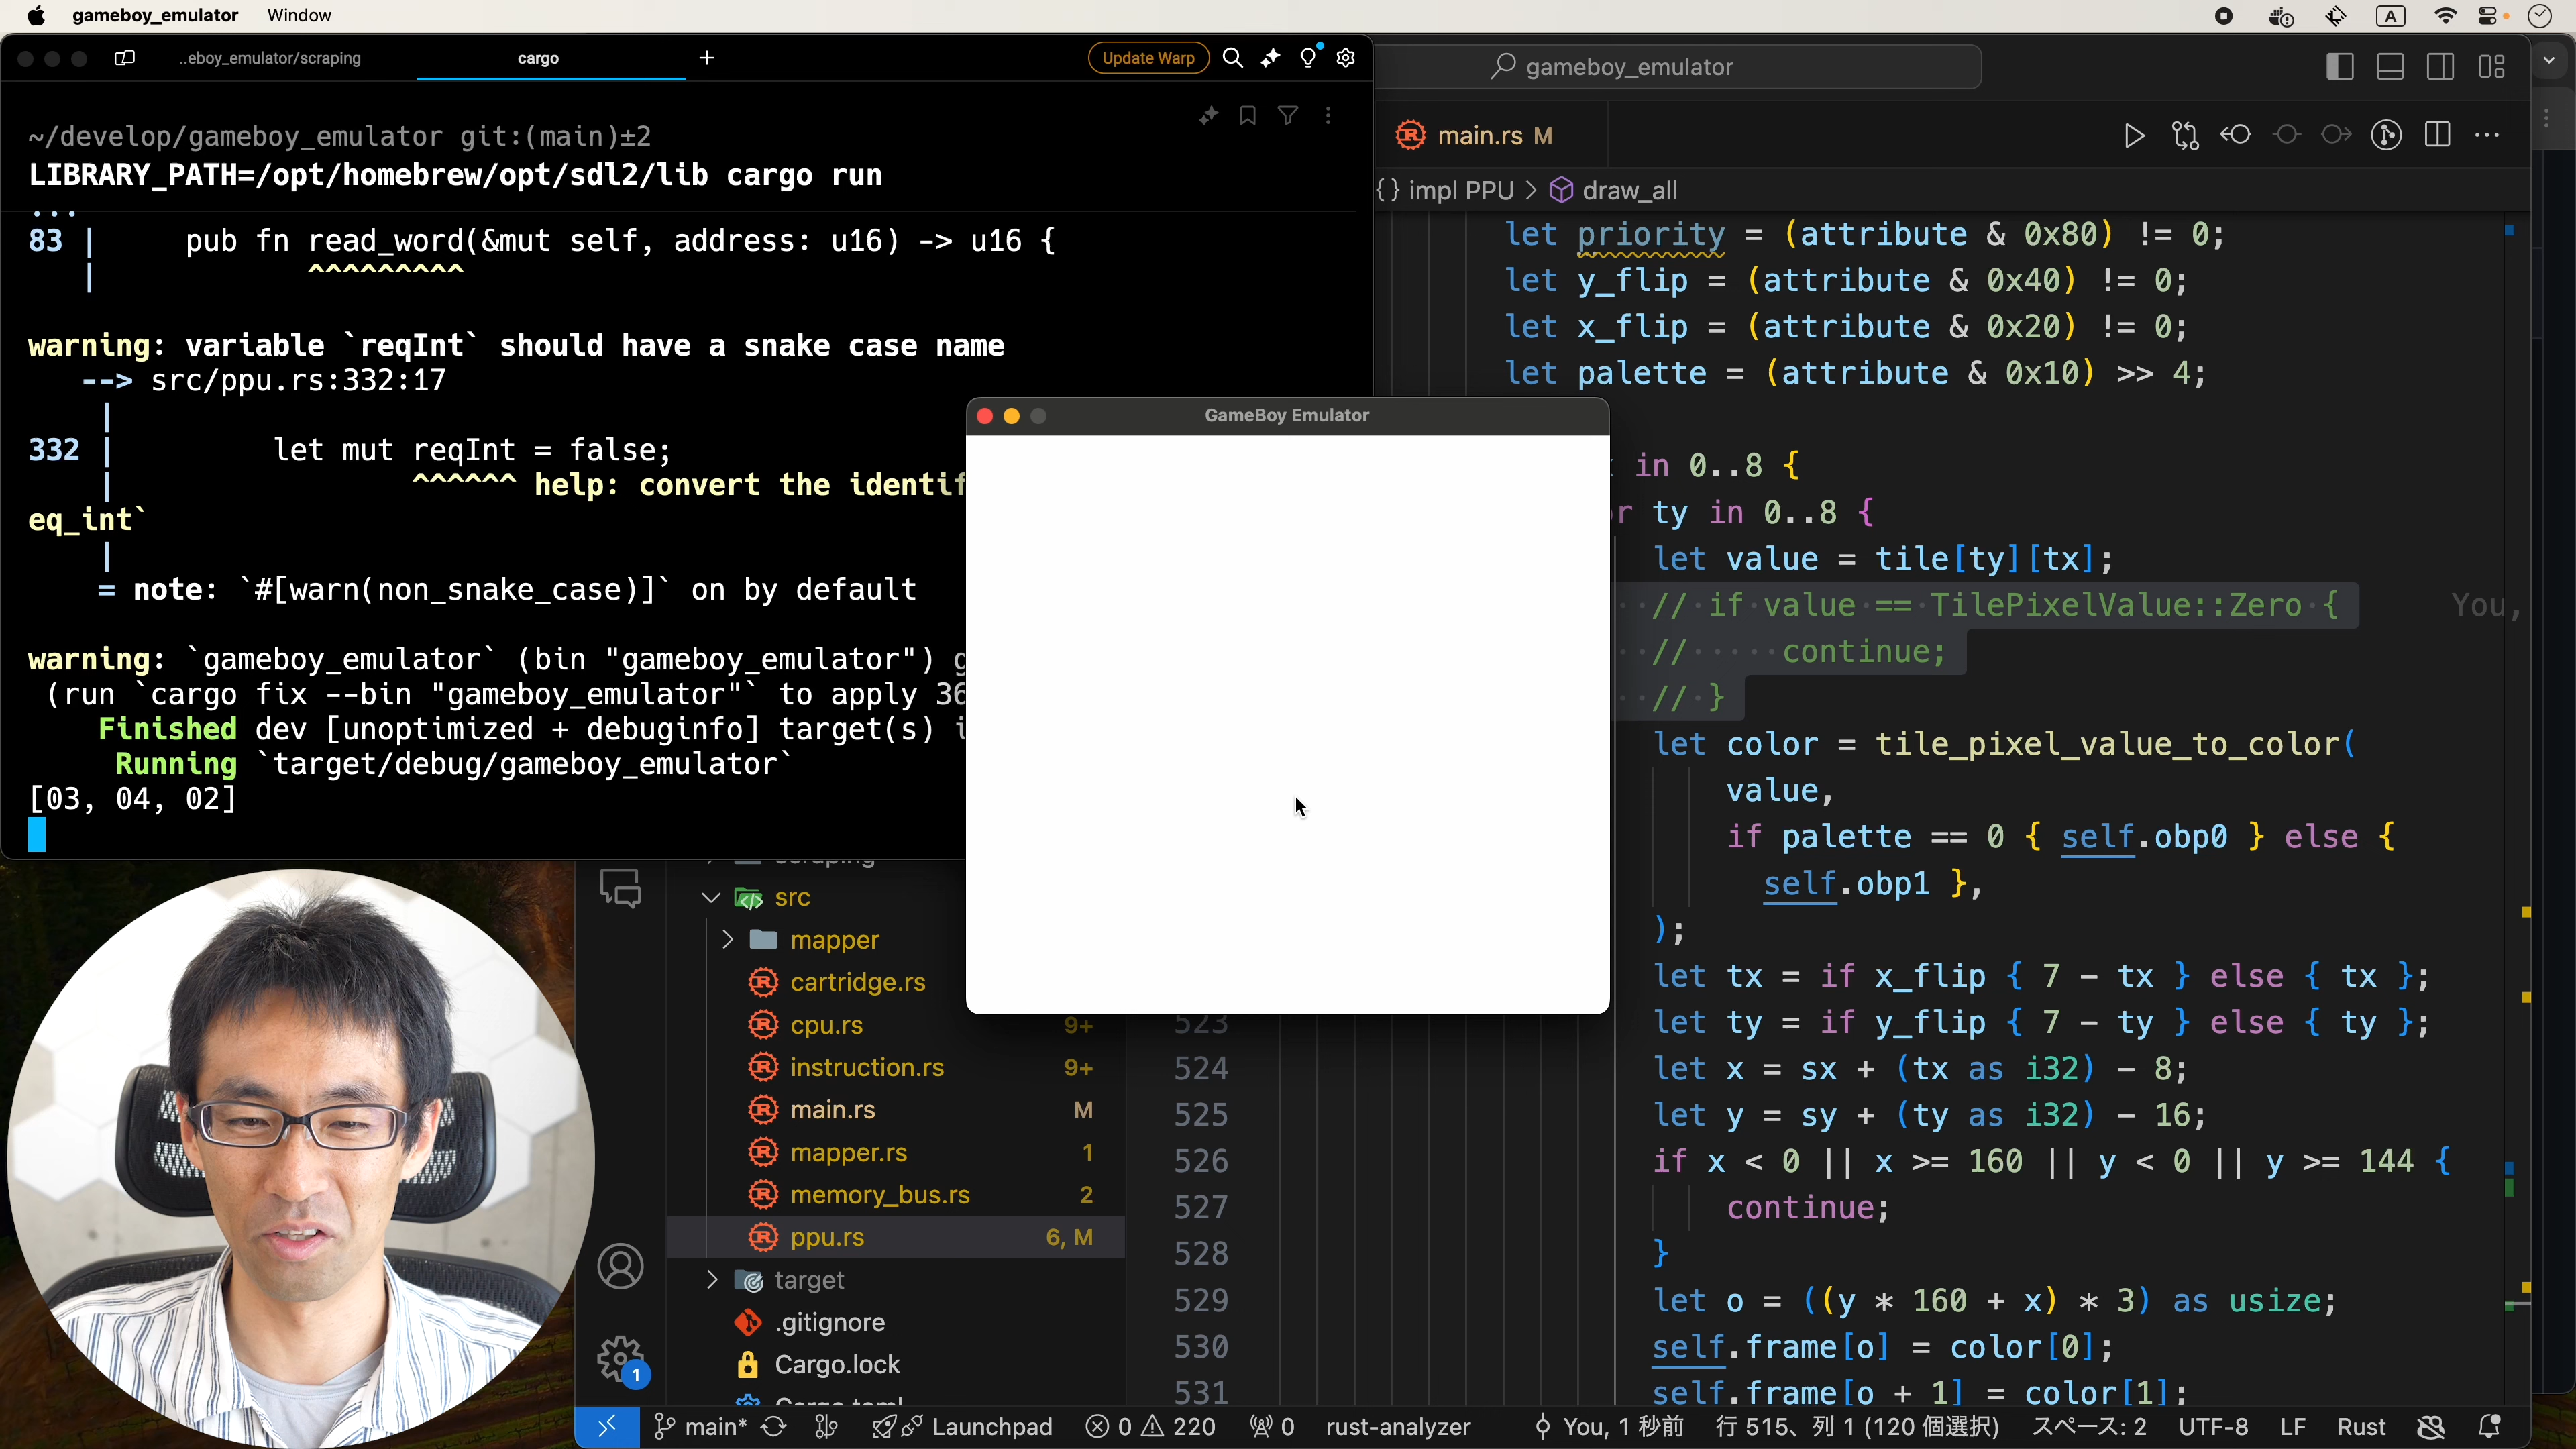 gameboy_emulator Window
A
..eboy_emulator/scraping
cargo
Update Warp
~/develop/gameboy_emulator git:(main)±2
LIBRARY_PATH=/opt/homebrew/opt/sdl2/lib cargo run
...
83 | pub fn read_word(&mut self, address: u16) -> u16 {
| ^^^^^^^^^
warning: variable `reqInt` should have a snake case name
--> src/ppu.rs:332:17
|
332 | let mut reqInt = false;
| ^^^^^^ help: convert the identif
eq_int`
|
= note: `#[warn(non_snake_case)]` on by default
warning: `gameboy_emulator` (bin "gameboy_emulator") g
(run `cargo fix --bin "gameboy_emulator"` to apply 36
Finished dev [unoptimized + debuginfo] target(s) i
Running `target/debug/gameboy_emulator`
[03, 04, 02]
GameBoy Emulator
gameboy_emulator
main.rs M
{} impl PPU > draw_all
let priority = (attribute & 0x80) != 0;
let y_flip = (attribute & 0x40) != 0;
let x_flip = (attribute & 0x20) != 0;
let palette = (attribute & 0x10) >> 4;
in 0..8 {
r ty in 0..8 {
let value = tile[ty][tx];
// if value == TilePixelValue::Zero { You,
// continue;
// }
let color = tile_pixel_value_to_color(
value,
if palette == 0 { self.obp0 } else {
self.obp1 },
);
let tx = if x_flip { 7 - tx } else { tx };
523 let ty = if y_flip { 7 - ty } else { ty };
524 let x = sx + (tx as i32) - 8;
525 let y = sy + (ty as i32) - 16;
526 if x < 0 || x >= 160 || y < 0 || y >= 144 {
527 continue;
528 }
529 let o = ((y * 160 + x) * 3) as usize;
530 self.frame[o] = color[0];
531 self.frame[o + 1] = color[1];
scraping
src
mapper
cartridge.rs
cpu.rs 9+
instruction.rs 9+
main.rs M
mapper.rs 1
memory_bus.rs 2
ppu.rs 6, M
target
.gitignore
Cargo.lock
Cargo.toml
1
main* Launchpad 0 220 0 rust-analyzer You, 1 秒前 行 515、列 1 (120 個選択) スペース: 2 UTF-8 LF Rust